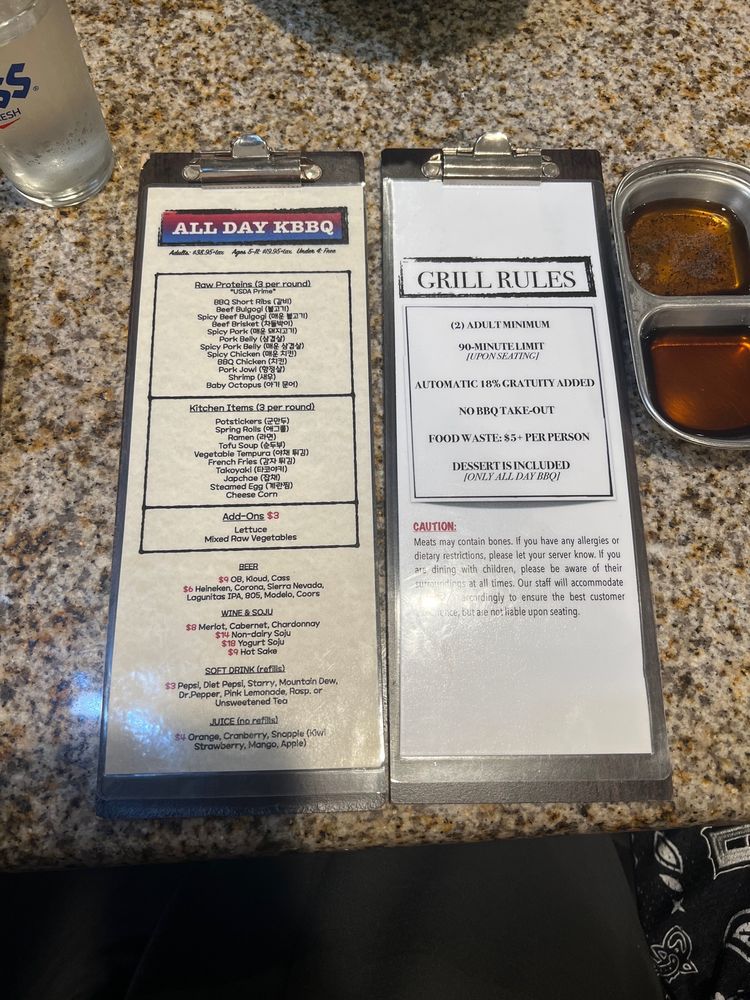 SS
ESH
ALL DAY KBBQ
Adults: $38.95+tax Ages 5-11: $19.95+tax Under 4: Free
Raw Proteins (3 per round)
*USDA Prime*
BBQ Short Ribs (갈비)
Beef Bulgogi (불고기)
Spicy Beef Bulgogi (매운 불고기)
Beef Brisket (차돌박이)
Spicy Pork (매운 돼지고기)
Pork Belly (삼겹살)
Spicy Pork Belly (매운 삼겹살)
Spicy Chicken (매운 치킨)
BBQ Chicken (치킨)
Pork Jowl (항정살)
Shrimp (새우)
Baby Octopus (아기 문어)
Kitchen Items (3 per round)
Potstickers (군만두)
Spring Rolls (에그롤)
Ramen (라면)
Tofu Soup (순두부)
Vegetable Tempura (야채 튀김)
French Fries (감자 튀김)
Takoyaki (타코야키)
Japchae (잡채)
Steamed Egg (계란찜)
Cheese Corn
Add-Ons $3
Lettuce
Mixed Raw Vegetables
BEER
$9 OB, Kloud, Cass
$6 Heineken, Corona, Sierra Nevada,
Lagunitas IPA, 805, Modelo, Coors
WINE & SOJU
$8 Merlot, Cabernet, Chardonnay
$14 Non-dairy Soju
$18 Yogurt Soju
$9 Hot Sake
SOFT DRINK (refills)
$3 Pepsi, Diet Pepsi, Starry, Mountain Dew,
Dr.Pepper, Pink Lemonade, Rasp. or
Unsweetened Tea
JUICE (no refills)
$4 Orange, Cranberry, Snapple (Kiwi
Strawberry, Mango, Apple)
GRILL RULES
(2) ADULT MINIMUM
90-MINUTE LIMIT
[UPON SEATING]
AUTOMATIC 18% GRATUITY ADDED
NO BBQ TAKE-OUT
FOOD WASTE: $5+ PER PERSON
DESSERT IS INCLUDED
[ONLY ALL DAY BBQ]
CAUTION:
Meats may contain bones. If you have any allergies or
dietary restrictions, please let your server know. If you
are dining with children, please be aware of their
surroundings at all times. Our staff will accommodate
accordingly to ensure the best customer
but are not liable upon seating.